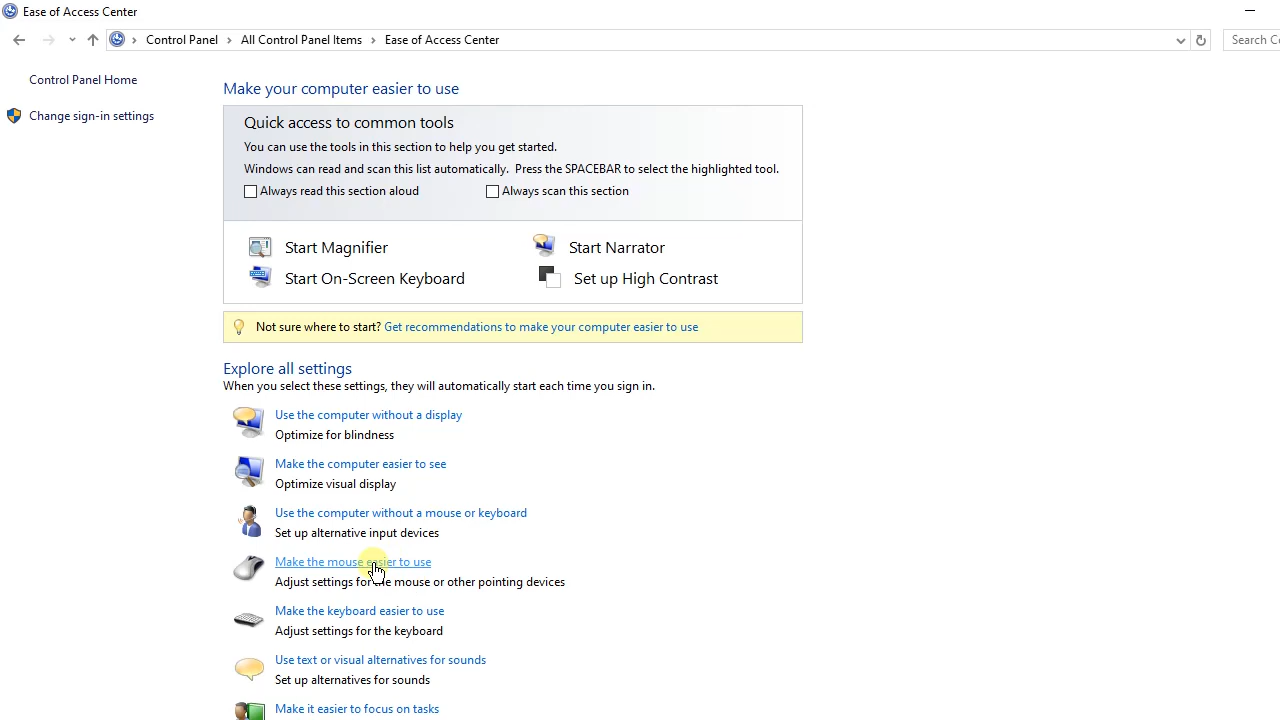 Ease of Access Center
Control Panel > All Control Panel Items > Ease of Access Center
Search
Control Panel Home
Change sign-in settings
Make your computer easier to use
Quick access to common tools
You can use the tools in this section to help you get started.
Windows can read and scan this list automatically. Press the SPACEBAR to select the highlighted tool.
Always read this section aloud Always scan this section
Start Magnifier Start Narrator
Start On-Screen Keyboard Set up High Contrast
Not sure where to start? Get recommendations to make your computer easier to use
Explore all settings
When you select these settings, they will automatically start each time you sign in.
Use the computer without a display
Optimize for blindness
Make the computer easier to see
Optimize visual display
Use the computer without a mouse or keyboard
Set up alternative input devices
Make the mouse easier to use
Adjust settings for the mouse or other pointing devices
Make the keyboard easier to use
Adjust settings for the keyboard
Use text or visual alternatives for sounds
Set up alternatives for sounds
Make it easier to focus on tasks